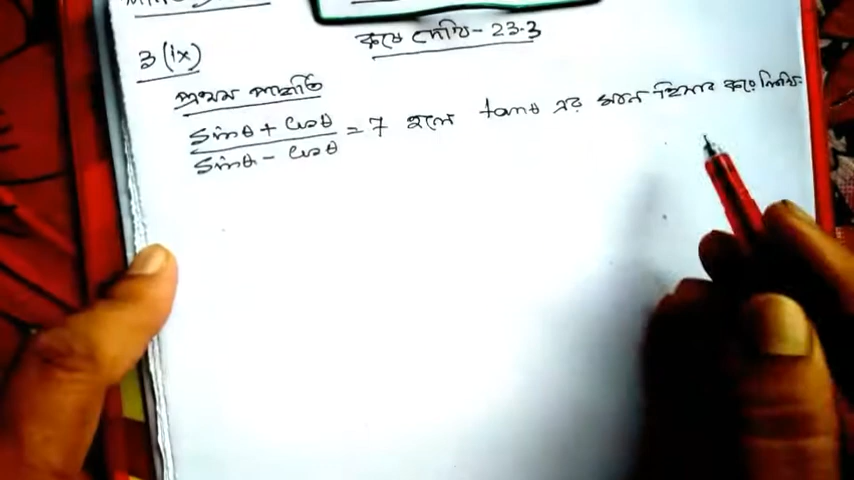 3 (ix) কষে দেখি - 23.3
প্রথম পদ্ধতি
sinθ + cosθ / sinθ - cosθ = 7 হলে tanθ এর মান হিসাব করে লিখি-